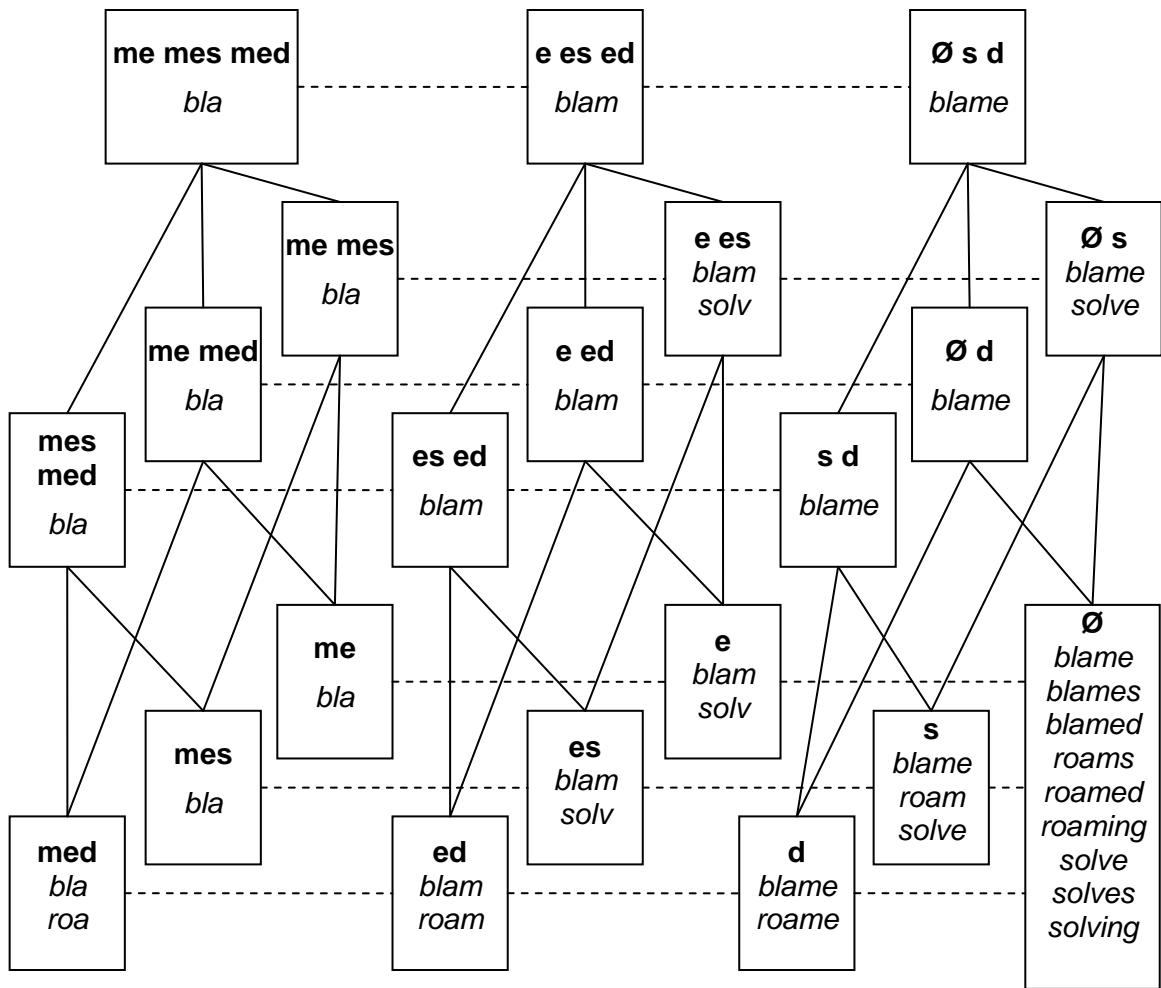 me mes med
bla
e es ed
blam
Ø s d
blame
me mes
bla
e es
blam
solv
Ø s
blame
solve
me med
bla
e ed
blam
Ø d
blame
mes
med
bla
es ed
blam
s d
blame
me
bla
e
blam
solv
Ø
blame
blames
blamed
roams
roamed
roaming
solve
solves
solving
mes
bla
es
blam
solv
s
blame
roam
solve
med
bla
roa
ed
blam
roam
d
blame
roame